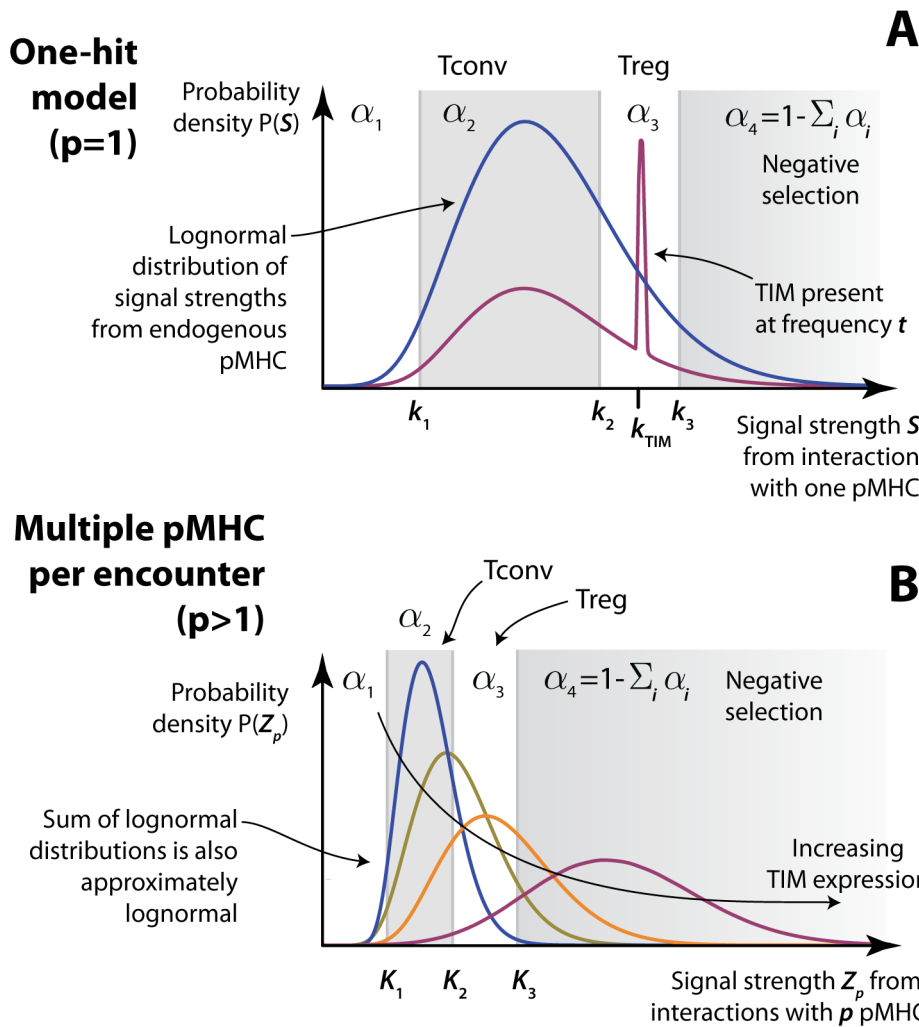 A
One-hit
model
(p=1)
Tconv
Treg
Probability
density P(S)
α1
α2
α3
α4=1-Σi αi
Negative
selection
Lognormal
distribution of
signal strengths
from endogenous
pMHC
TIM present
at frequency t
k1
k2
kTIM
k3
Signal strength S
from interaction
with one pMHC
Multiple pMHC
per encounter
(p>1)
B
Tconv
Treg
α2
α1
α3
α4=1-Σi αi
Negative
selection
Probability
density P(Zp)
Sum of lognormal
distributions is also
approximately
lognormal
Increasing
TIM expression
K1
K2
K3
Signal strength Zp from
interactions with p pMHC